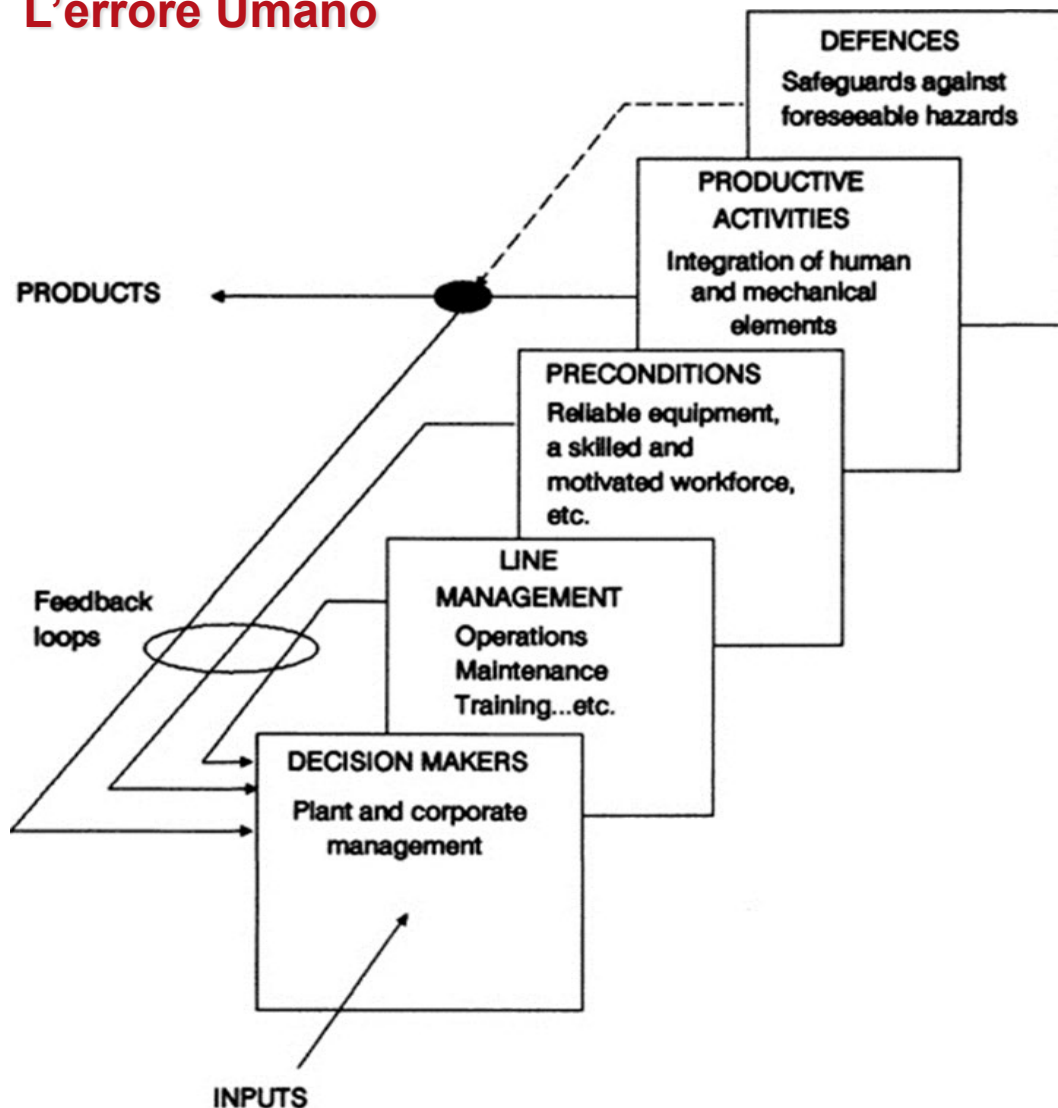 L'errore Umano
DEFENCES
Safeguards against
foreseeable hazards
PRODUCTIVE
ACTIVITIES
Integration of human
and mechanical
elements
PRODUCTS
PRECONDITIONS
Reliable equipment,
a skilled and
motivated workforce,
etc.
LINE
MANAGEMENT
Operations
Maintenance
Training...etc.
Feedback
loops
DECISION MAKERS
Plant and corporate
management
INPUTS